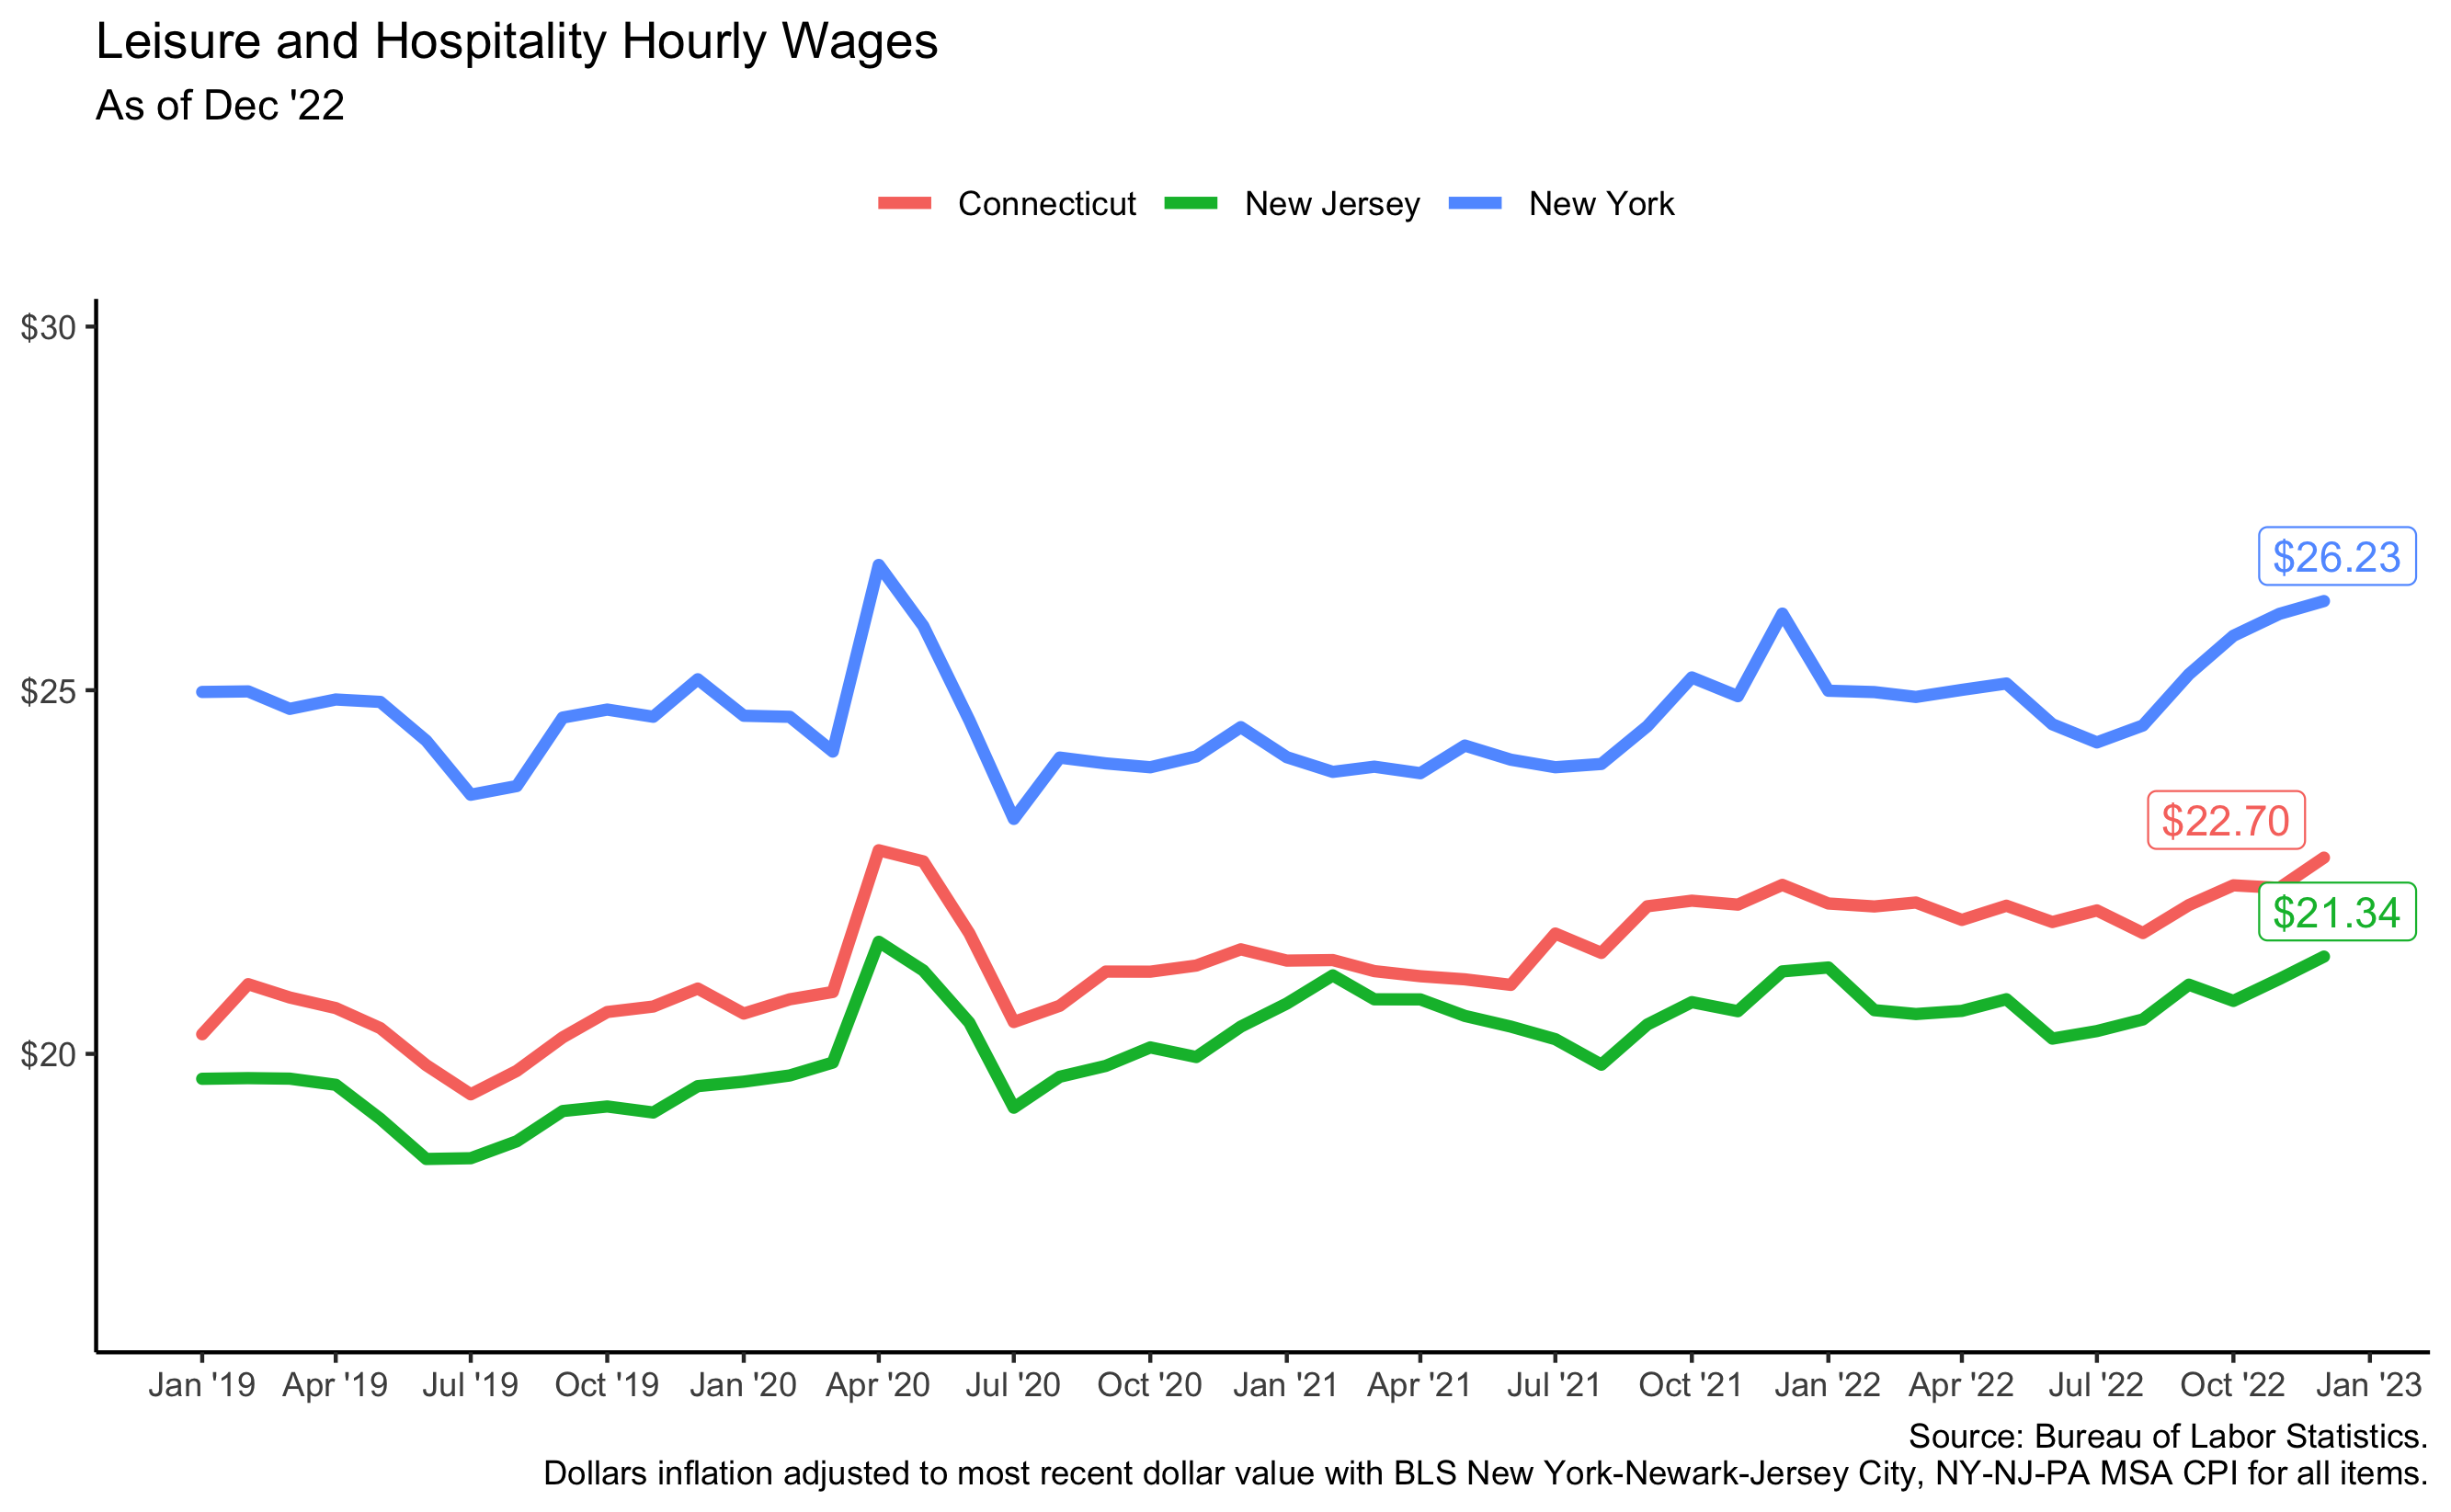 Leisure and Hospitality Hourly Wages
As of Dec '22
Connecticut New Jersey New York
$30
$25
$20
$26.23
$22.70
$21.34
Jan '19 Apr '19 Jul '19 Oct '19 Jan '20 Apr '20 Jul '20 Oct '20 Jan '21 Apr '21 Jul '21 Oct '21 Jan '22 Apr '22 Jul '22 Oct '22 Jan '23
Source: Bureau of Labor Statistics.
Dollars inflation adjusted to most recent dollar value with BLS New York-Newark-Jersey City, NY-NJ-PA MSA CPI for all items.